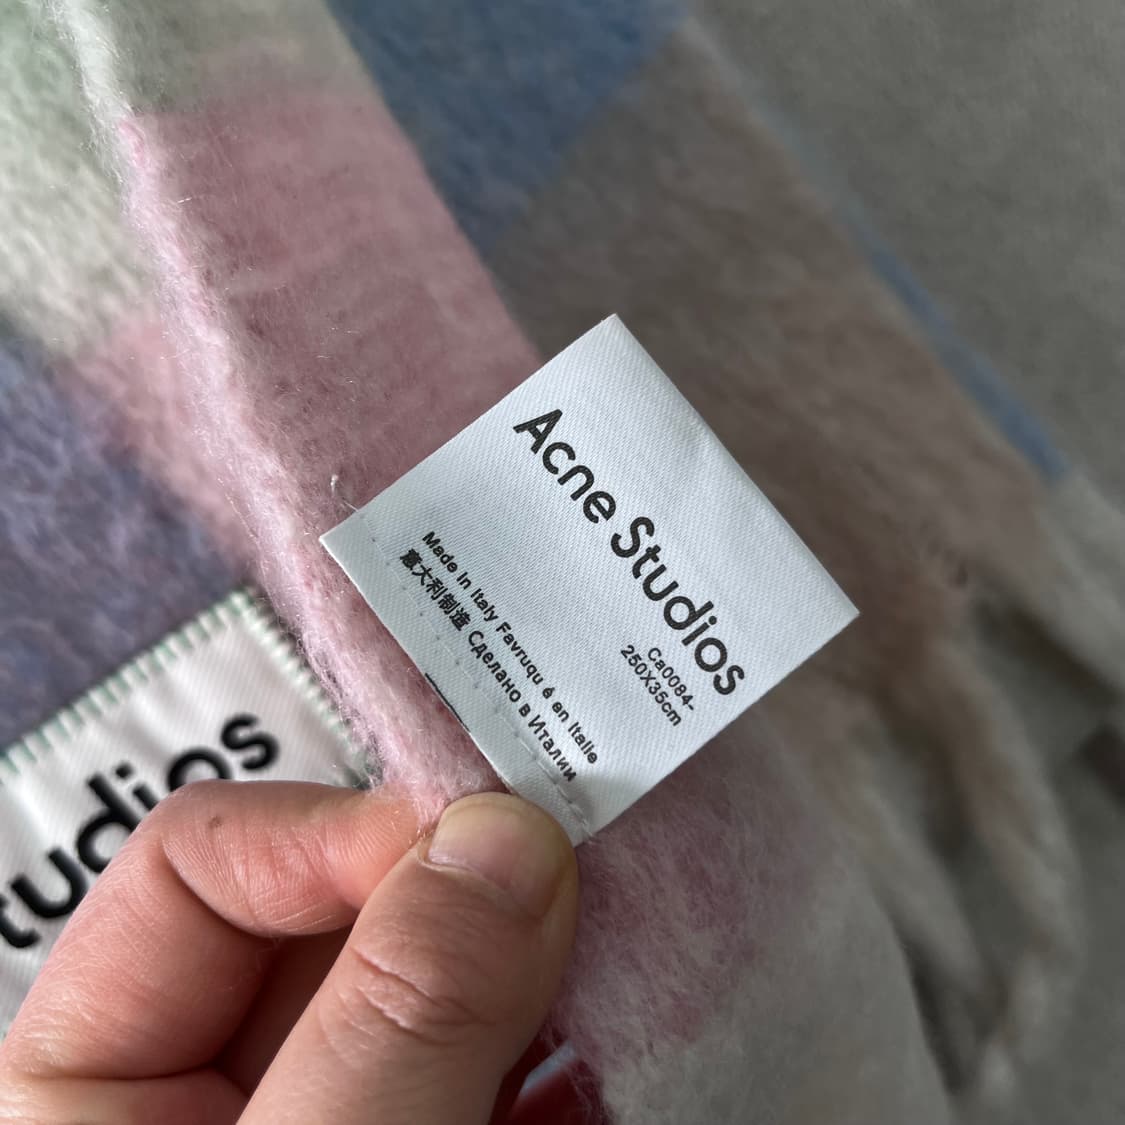 Acne Studios
Ca0084-
250X35cm
Made In Italy Favruqu é en Italie
意大利制造 Сделано в Италии
tudios